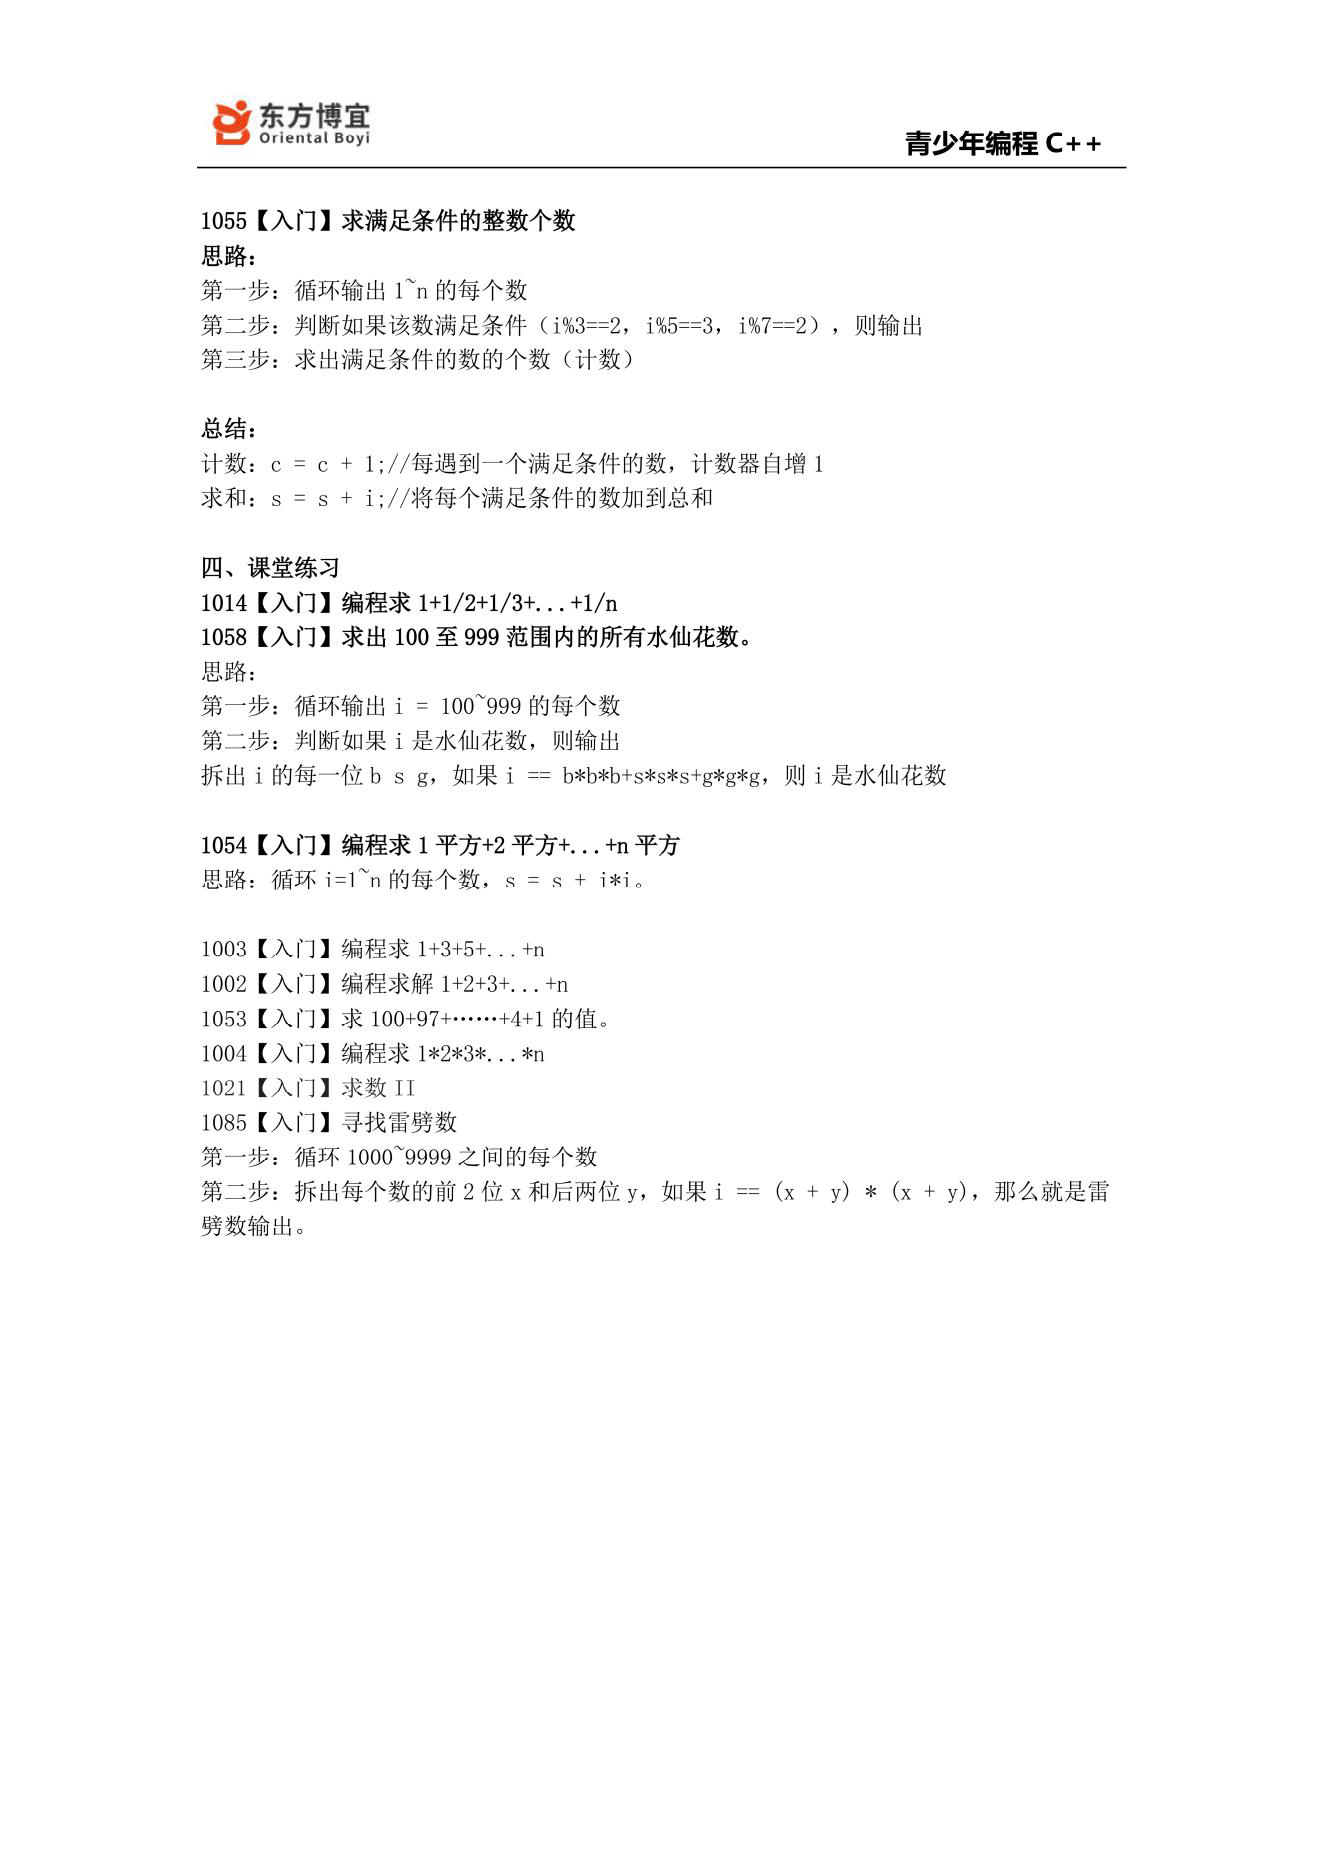 东方博宜
Oriental Boyi
青少年编程 C++
1055【入门】求满足条件的整数个数
思路：
第一步：循环输出 1~n 的每个数
第二步：判断如果该数满足条件（i%3==2，i%5==3，i%7==2），则输出
第三步：求出满足条件的数的个数（计数）
总结：
计数：c = c + 1;//每遇到一个满足条件的数，计数器自增 1
求和：s = s + i;//将每个满足条件的数加到总和
四、课堂练习
1014【入门】编程求 1+1/2+1/3+...+1/n
1058【入门】求出 100 至 999 范围内的所有水仙花数。
思路：
第一步：循环输出 i = 100~999 的每个数
第二步：判断如果 i 是水仙花数，则输出
拆出 i 的每一位 b s g，如果 i == b*b*b+s*s*s+g*g*g，则 i 是水仙花数
1054【入门】编程求 1 平方+2 平方+...+n 平方
思路：循环 i=1~n 的每个数，s = s + i*i。
1003【入门】编程求 1+3+5+...+n
1002【入门】编程求解 1+2+3+...+n
1053【入门】求 100+97+……+4+1 的值。
1004【入门】编程求 1*2*3*...*n
1021【入门】求数 II
1085【入门】寻找雷劈数
第一步：循环 1000~9999 之间的每个数
第二步：拆出每个数的前 2 位 x 和后两位 y，如果 i == (x + y) * (x + y)，那么就是雷
劈数输出。